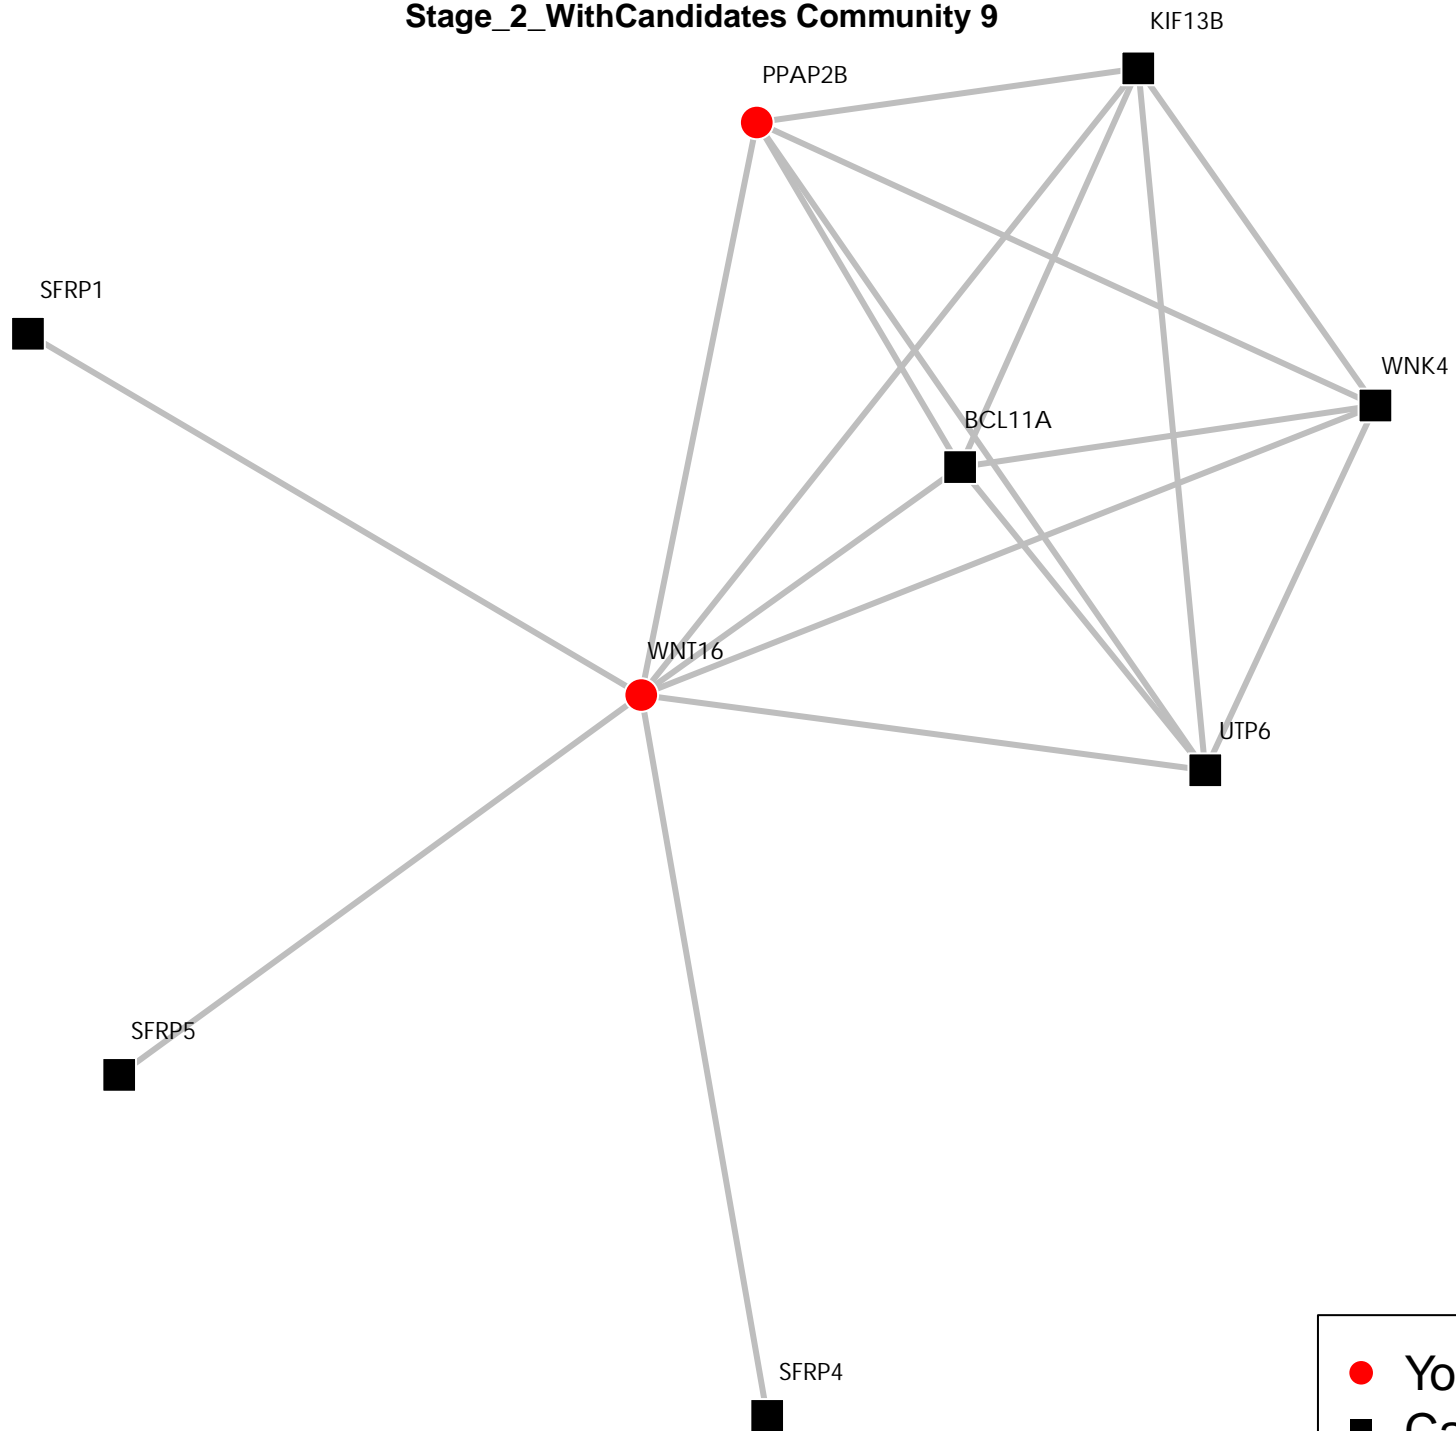 Stage_2_WithCandidates Community 9
KIF13B
PPAP2B
SFRP1
WNK4
BCL11A
WNT16
UTP6
SFRP5
SFRP4